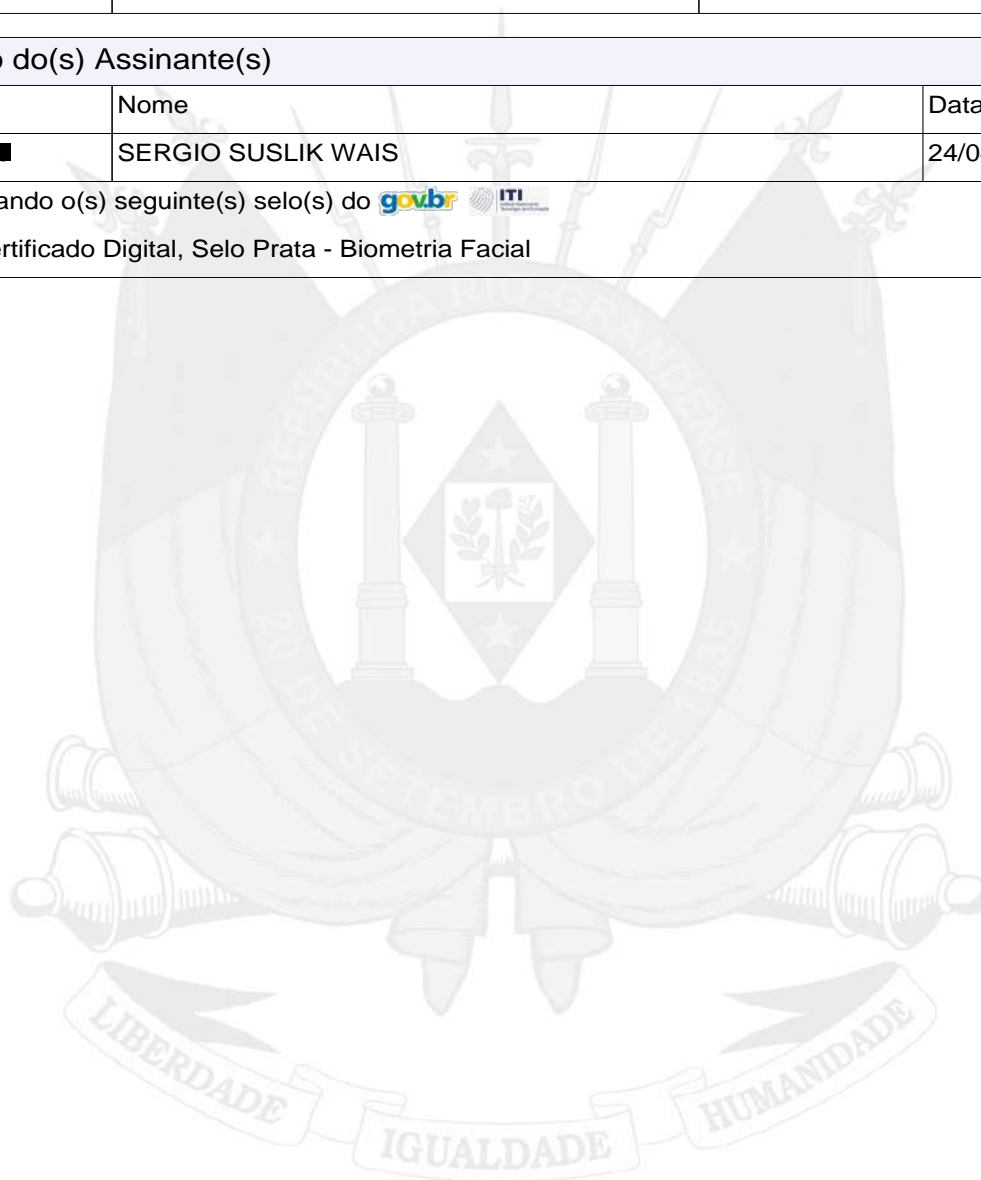 o do(s) Assinante(s)
Nome Data
SERGIO SUSLIK WAIS 24/0
ando o(s) seguinte(s) selo(s) do gov.br ITI
ertificado Digital, Selo Prata - Biometria Facial
REPÚBLICA RIO-GRANDENSE
20 DE SETEMBRO DE 1835
LIBERDADE IGUALDADE HUMANIDADE